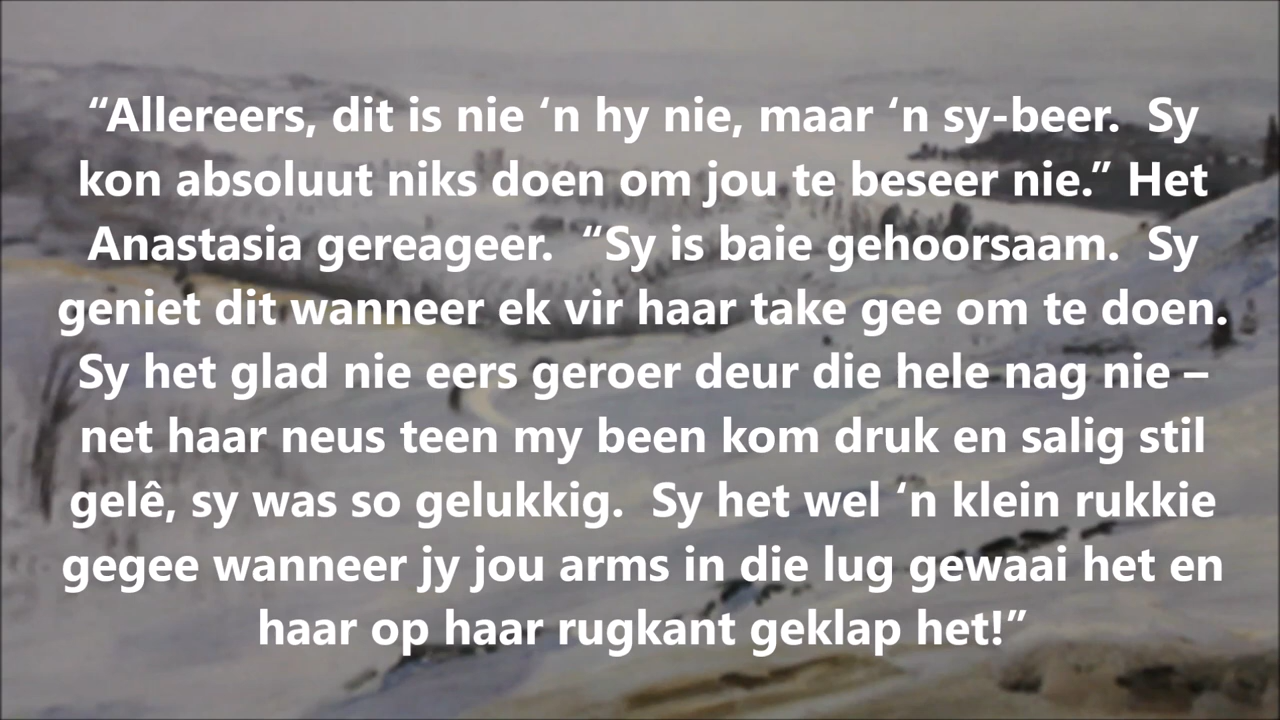 “Allereers, dit is nie ‘n hy nie, maar ‘n sy-beer.  Sy
kon absoluut niks doen om jou te beseer nie.” Het
Anastasia gereageer.  “Sy is baie gehoorsaam.  Sy
geniet dit wanneer ek vir haar take gee om te doen.
Sy het glad nie eers geroer deur die hele nag nie –
net haar neus teen my been kom druk en salig stil
gelê, sy was so gelukkig.  Sy het wel ‘n klein rukkie
gegee wanneer jy jou arms in die lug gewaai het en
haar op haar rugkant geklap het!”